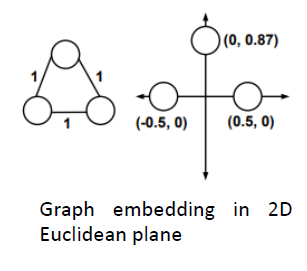 (0, 0.87)
1 1
1
(-0.5, 0) (0.5, 0)
Graph embedding in 2D
Euclidean plane